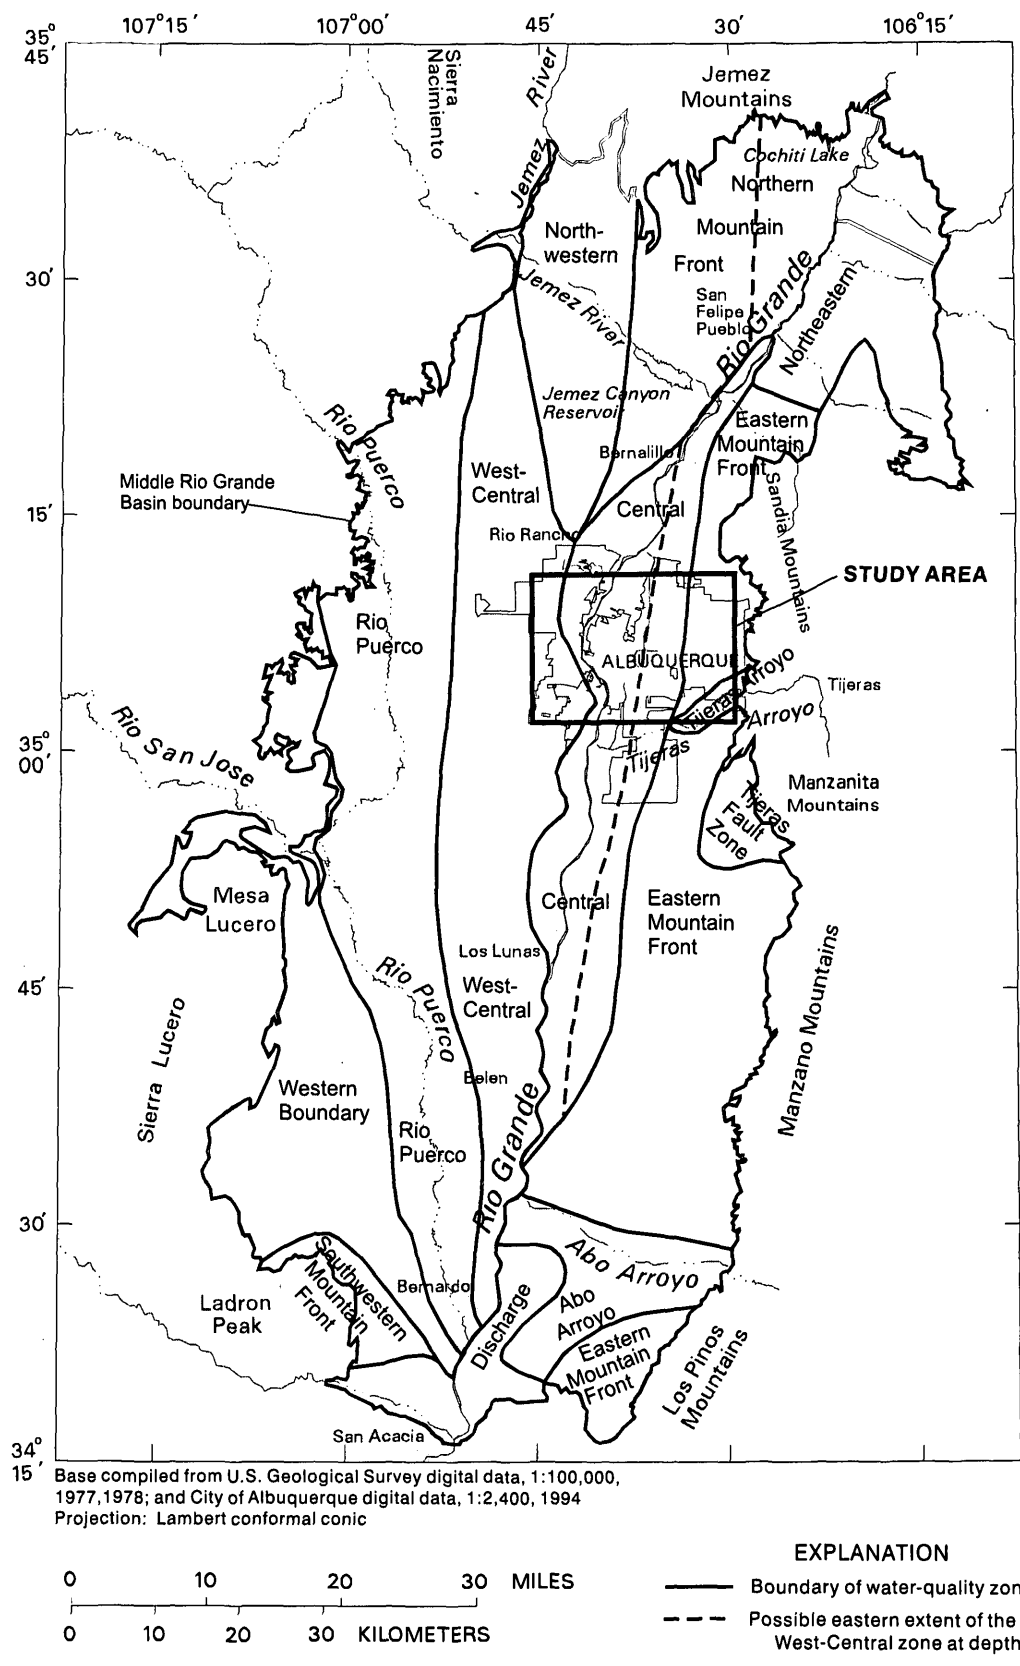 107°15′ 107°00′ 45′ 30′ 106°15′
35°
45′
Sierra
Nacimiento
River
Jemez
Jemez
Mountains
Cochiti Lake
Northern
Mountain
Front
North-
western
30′
Jemez River
San
Felipe
Pueblo
Rio Grande
Northeastern
Jemez Canyon
Reservoir
Rio Puerco
Eastern
Mountain
Front
Bernalillo
West-
Central
Middle Rio Grande
Basin boundary
15′
Central
Rio Rancho
Sandia Mountains
STUDY AREA
Rio
Puerco
ALBUQUERQUE
Tijeras Arroyo
Tijeras
Tijeras Arroyo
Rio San Jose
35°
00′
Manzanita
Mountains
Tijeras
Fault
Zone
Mesa
Lucero
Central
Eastern
Mountain
Front
Los Lunas
Rio Puerco
West-
Central
45′
Sierra Lucero
Manzano Mountains
Belen
Western
Boundary
Rio
Puerco
Rio Grande
30′
Abo Arroyo
Southwestern
Mountain
Front
Bernardo
Ladron
Peak
Discharge
Abo
Arroyo
Eastern
Mountain
Front
Los Pinos
Mountains
San Acacia
34°
15′
Base compiled from U.S. Geological Survey digital data, 1:100,000,
1977,1978; and City of Albuquerque digital data, 1:2,400, 1994
Projection: Lambert conformal conic
EXPLANATION
0 10 20 30 MILES
0 10 20 30 KILOMETERS
Boundary of water-quality zon
Possible eastern extent of the
West-Central zone at depth